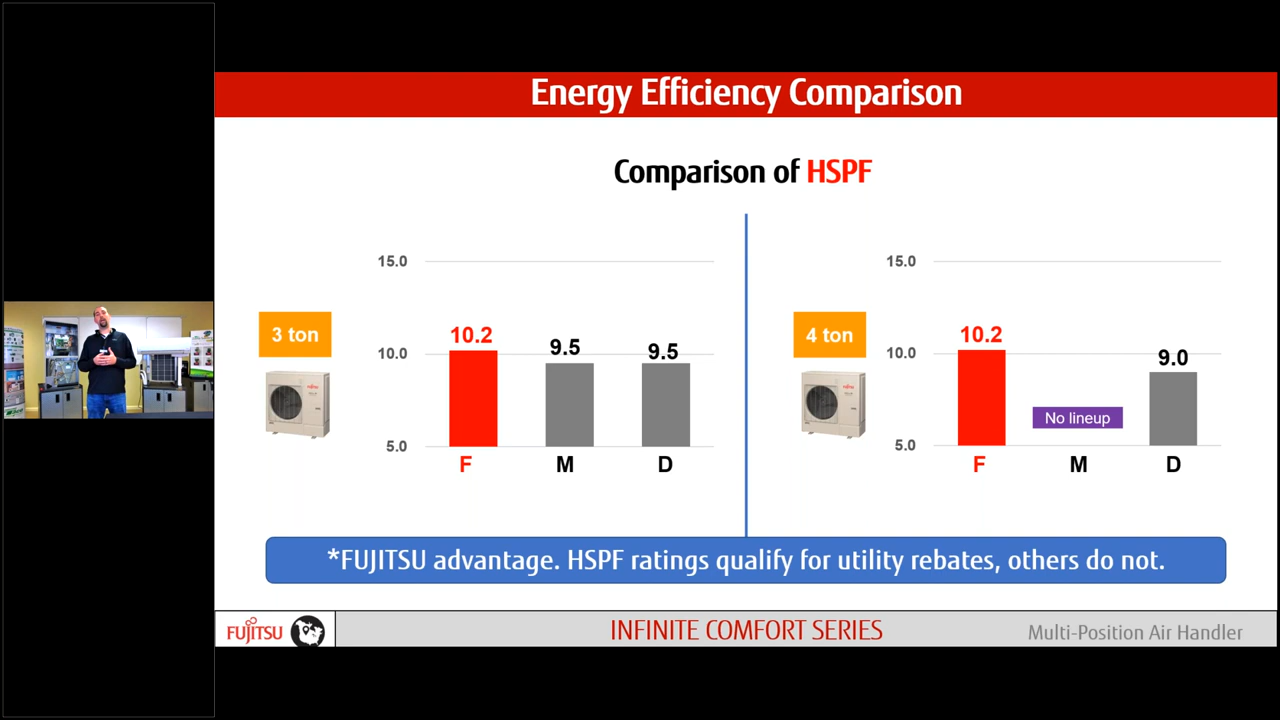 Energy Efficiency Comparison
Comparison of HSPF
3 ton
15.0
10.0
5.0
10.2
9.5
9.5
F
M
D
4 ton
15.0
10.0
5.0
10.2
No lineup
9.0
F
M
D
*FUJITSU advantage. HSPF ratings qualify for utility rebates, others do not.
FUJITSU
INFINITE COMFORT SERIES
Multi-Position Air Handler